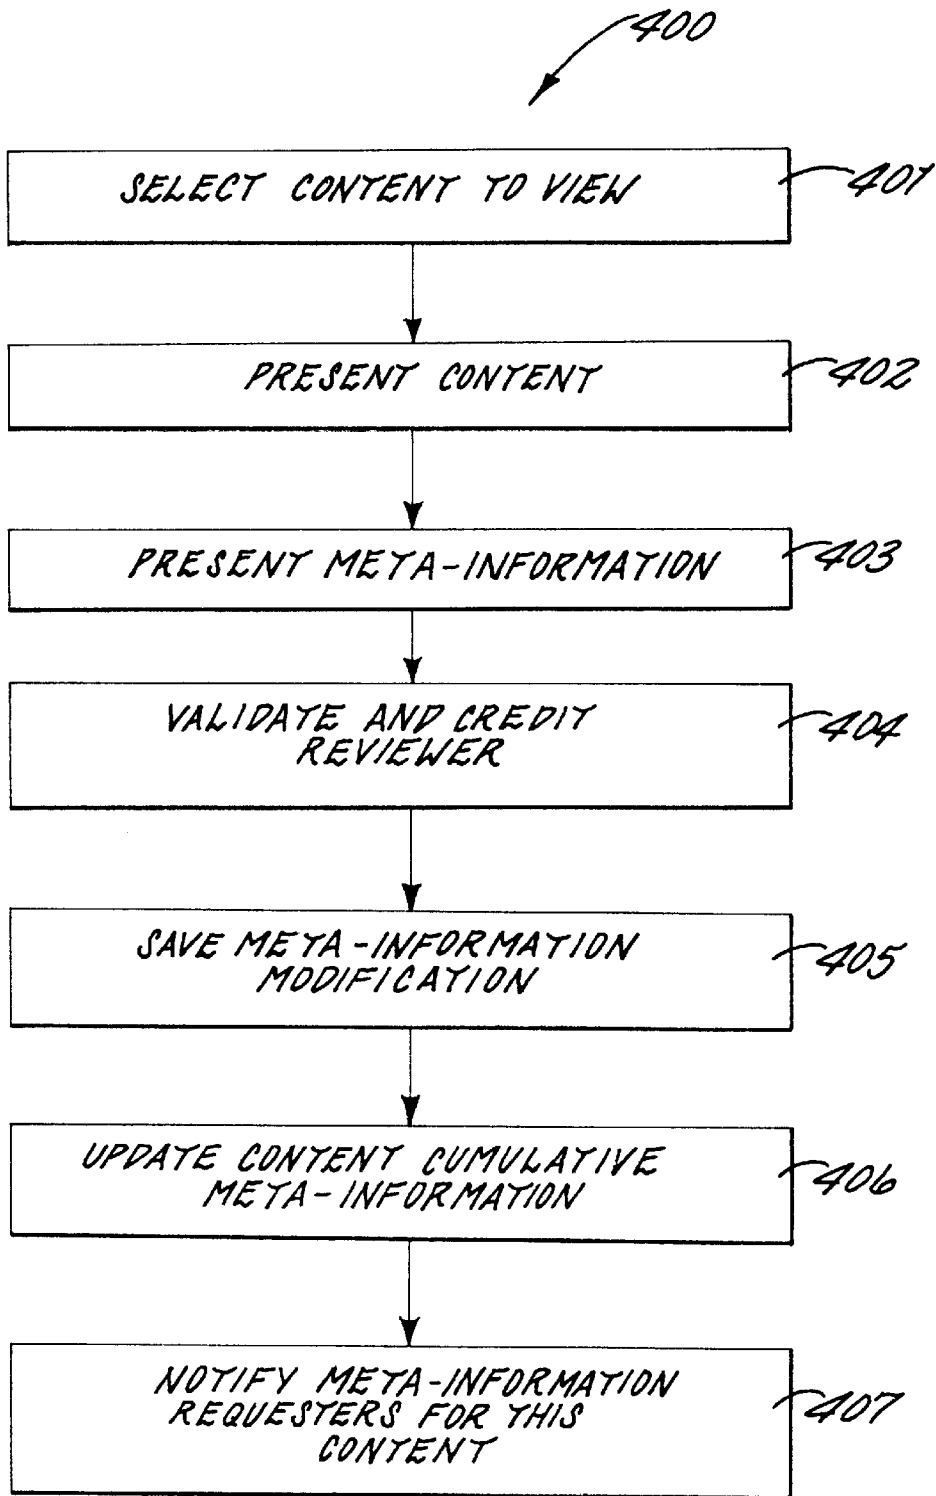 400
SELECT CONTENT TO VIEW
401
PRESENT CONTENT
402
PRESENT META-INFORMATION
403
VALIDATE AND CREDIT
REVIEWER
404
SAVE META-INFORMATION
MODIFICATION
405
UPDATE CONTENT CUMULATIVE
META-INFORMATION
406
NOTIFY META-INFORMATION
REQUESTERS FOR THIS
CONTENT
407